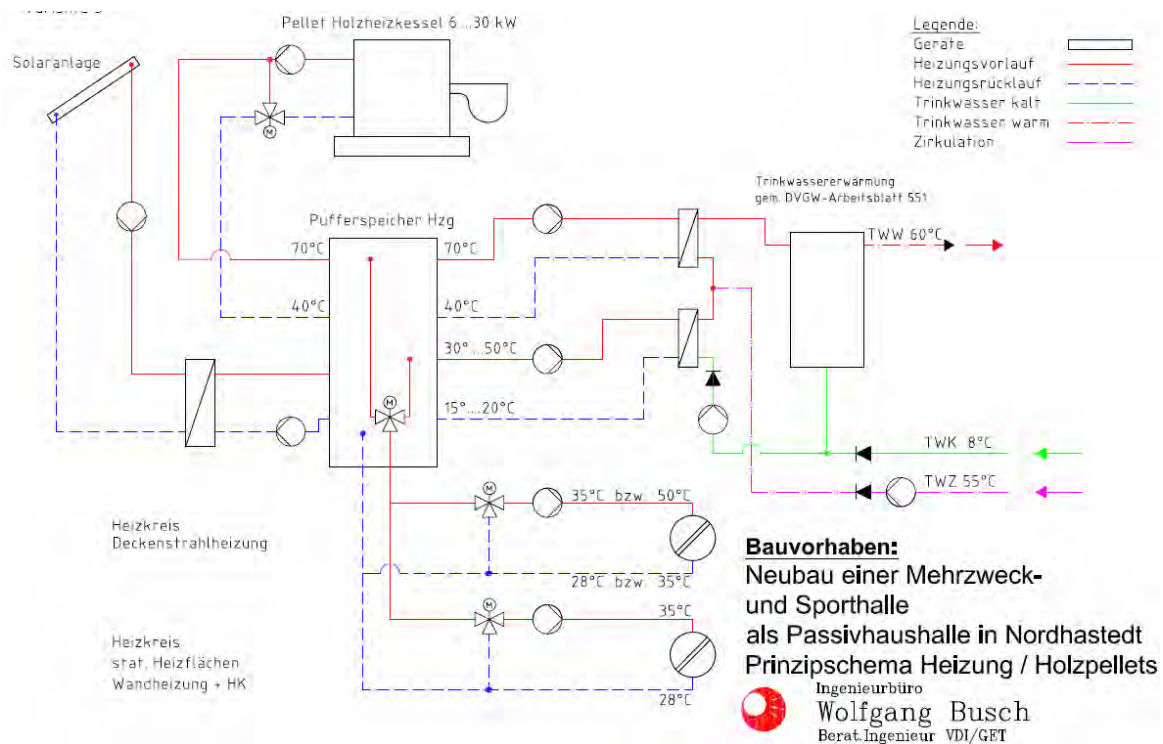 Solaranlage
Pellet Holzheizkessel 6...30 kW
M
Legende:
Geräte
Heizungsvorlauf
Heizungsrücklauf
Trinkwasser kalt
Trinkwasser warm
Zirkulation
Trinkwassererwärmung
gem. DVGW-Arbeitsblatt 551
TWW 60°C
Pufferspeicher Hzg
70°C
70°C
40°C
40°C
30°...50°C
15°...20°C
M
TWK 8°C
TWZ 55°C
Heizkreis
Deckenstrahlheizung
M
35°C bzw. 50°C
28°C bzw. 35°C
Heizkreis
stat. Heizflächen
Wandheizung + HK
M
35°C
28°C
Bauvorhaben:
Neubau einer Mehrzweck-
und Sporthalle
als Passivhaushalle in Nordhastedt
Prinzipschema Heizung / Holzpellets
Ingenieurbüro
Wolfgang Busch
Berat.Ingenieur VDI/GET